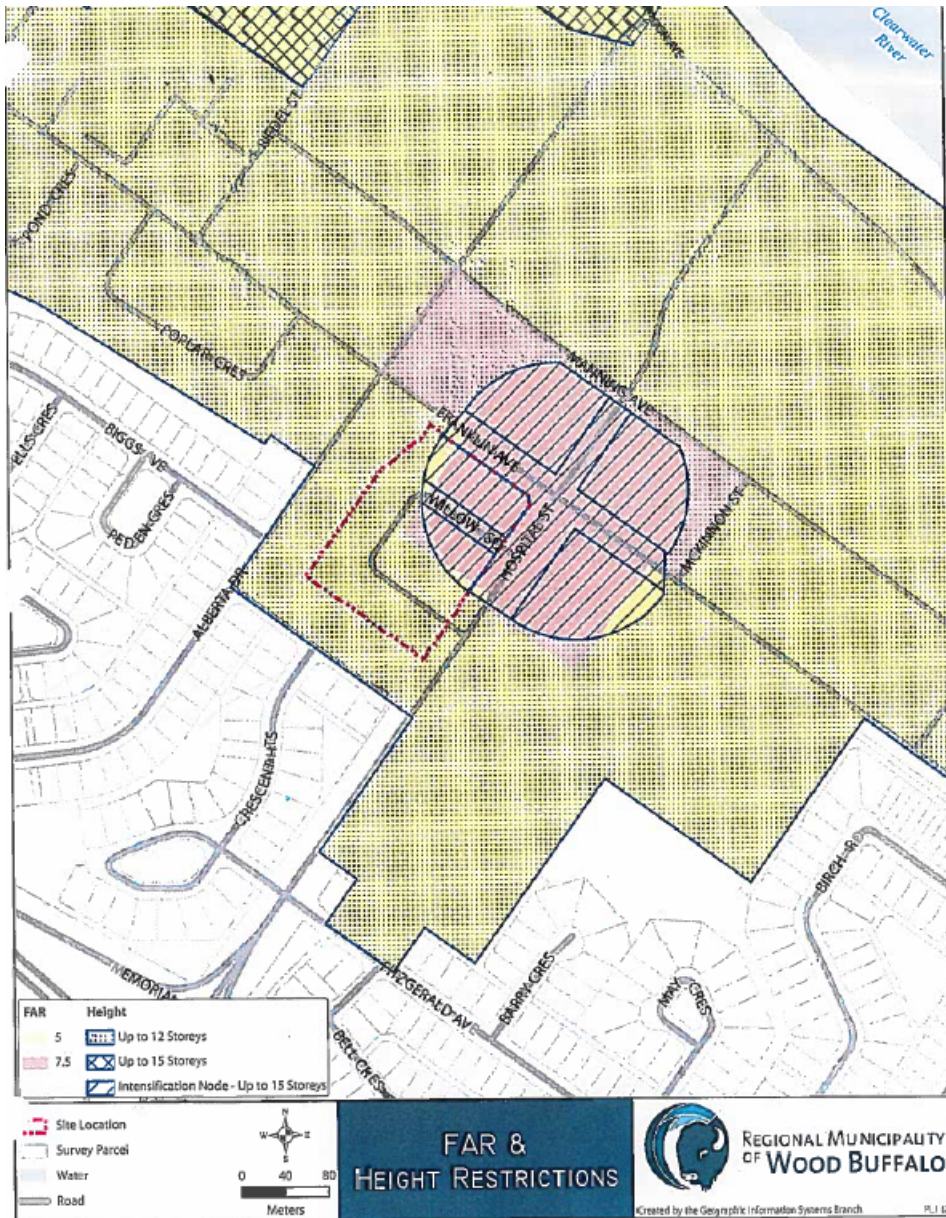 Clearwater
River
RIEDEL ST
POND CRES
POPLAR CRES
MANNING AVE
FRANKLIN AVE
BIGGS AVE
ELLS CRES
PEDEN CRES
WILLOW SQ
HOSPITAL ST
MCKINNON ST
ALBERTA DR
CRESCENT HTS
BIRCH RD
MEMORIAL
FITZGERALD AV
BARRY CRES
MAY CRES
BELL CRES
FAR Height
5 Up to 12 Storeys
7.5 Up to 15 Storeys
Intensification Node - Up to 15 Storeys
Site Location
Survey Parcel
Water
Road
N
W E
S
0 40 80
Meters
FAR &
HEIGHT RESTRICTIONS
REGIONAL MUNICIPALITY
OF WOOD BUFFALO
Created by the Geographic Information Systems Branch